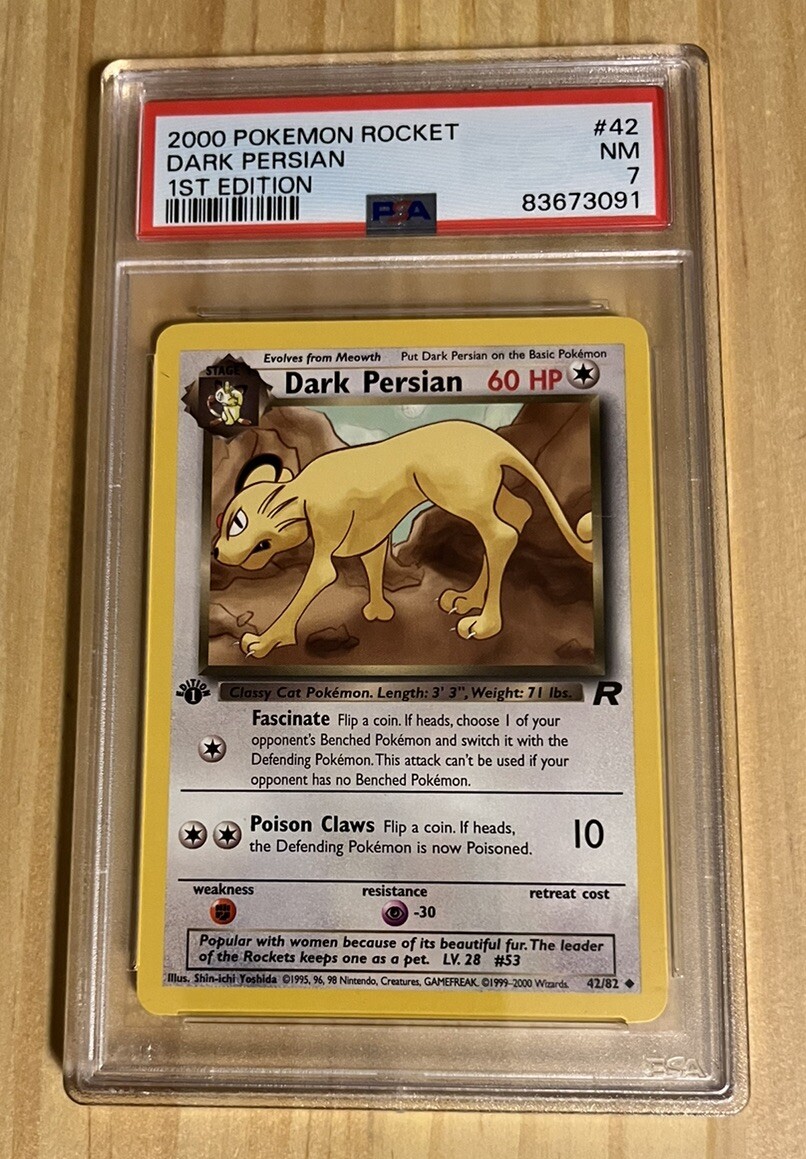 2000 POKEMON ROCKET #42
DARK PERSIAN NM
1ST EDITION 7
PSA 83673091
Evolves from Meowth Put Dark Persian on the Basic Pokémon
STAGE
Dark Persian 60 HP
EDITION
1
Classy Cat Pokémon. Length: 3' 3", Weight: 71 lbs. R
Fascinate Flip a coin. If heads, choose 1 of your
opponent's Benched Pokémon and switch it with the
Defending Pokémon. This attack can't be used if your
opponent has no Benched Pokémon.
Poison Claws Flip a coin. If heads, 10
the Defending Pokémon is now Poisoned.
weakness resistance retreat cost
-30
Popular with women because of its beautiful fur. The leader
of the Rockets keeps one as a pet. LV. 28 #53
Illus. Shin-ichi Yoshida ©1995, 96, 98 Nintendo, Creatures, GAMEFREAK. ©1999-2000 Wizards. 42/82 ◆
PSA